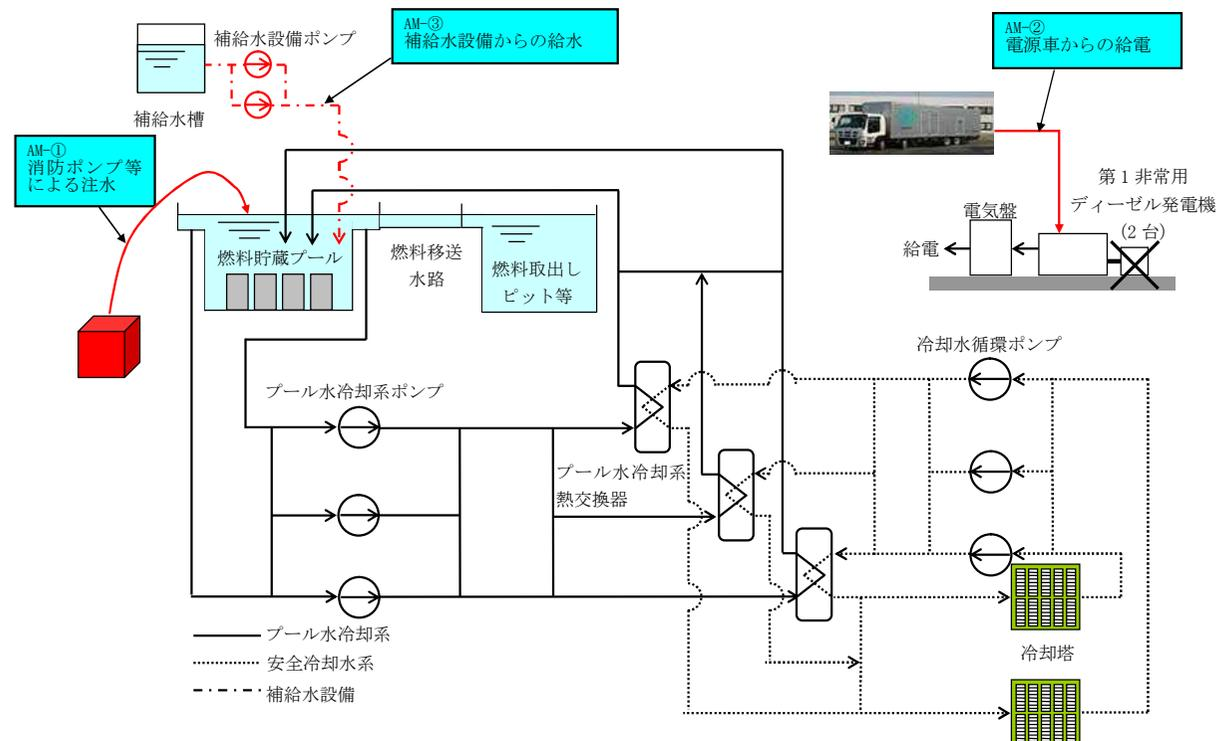 AM-③
補給水設備からの給水
AM-②
電源車からの給電
補給水設備ポンプ
補給水槽
AM-①
消防ポンプ等
による注水
第1非常用
ディーゼル発電機
(2台)
電気盤
給電
燃料貯蔵プール
燃料移送
水路
燃料取出し
ピット等
冷却水循環ポンプ
プール水冷却系ポンプ
プール水冷却系
熱交換器
冷却塔
プール水冷却系
安全冷却水系
補給水設備